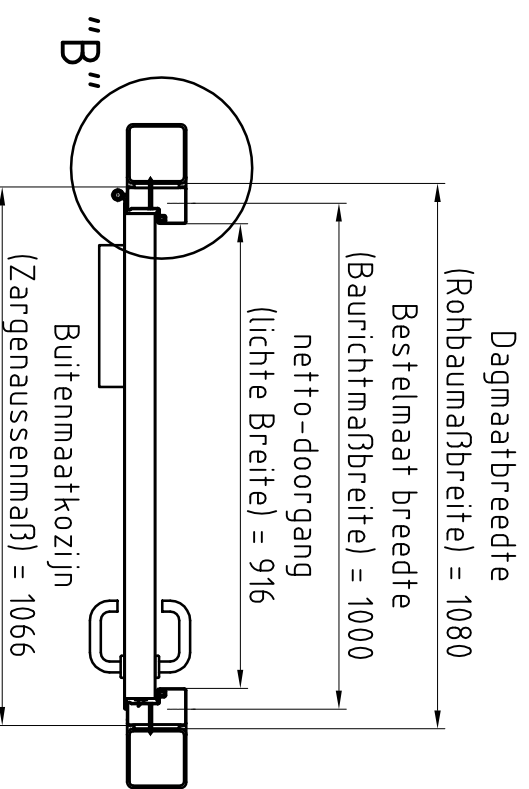 Dagmaatbreedte
(Rohbaumaßbreite) = 1080
Bestelmaat breedte
(Baurichtmaßbreite) = 1000
netto-doorgang
(lichte Breite) = 916
"B"
Buitenmaatkozijn
(Zargenaussenmaß) = 1066